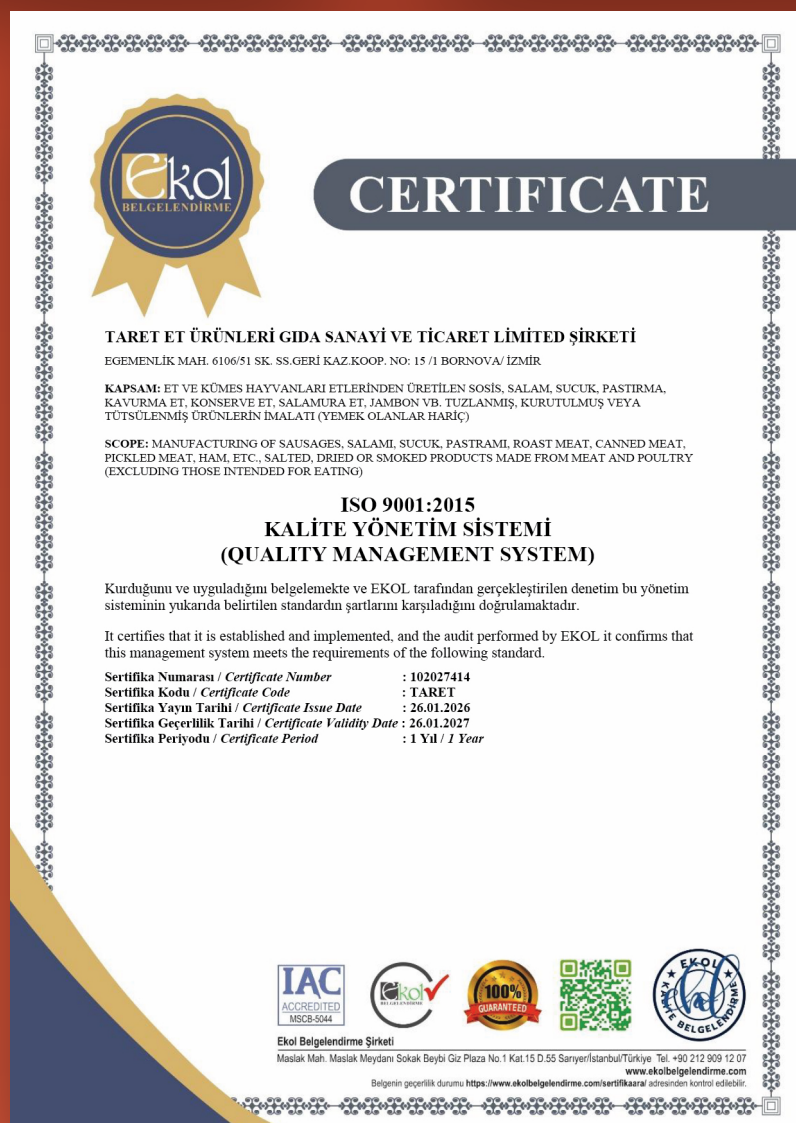 Ekol
BELGELENDİRME
CERTIFICATE
TARET ET ÜRÜNLERİ GIDA SANAYİ VE TİCARET LİMİTED ŞİRKETİ
EGEMENLİK MAH. 6106/51 SK. SS.GERİ KAZ.KOOP. NO: 15 /1 BORNOVA/ İZMİR
KAPSAM: ET VE KÜMES HAYVANLARI ETLERİNDEN ÜRETİLEN SOSİS, SALAM, SUCUK, PASTIRMA,
KAVURMA ET, KONSERVE ET, SALAMURA ET, JAMBON VB. TUZLANMIŞ, KURUTULMUŞ VEYA
TÜTSÜLENMİŞ ÜRÜNLERİN İMALATI (YEMEK OLANLAR HARİÇ)
SCOPE: MANUFACTURING OF SAUSAGES, SALAMI, SUCUK, PASTRAMI, ROAST MEAT, CANNED MEAT,
PICKLED MEAT, HAM, ETC., SALTED, DRIED OR SMOKED PRODUCTS MADE FROM MEAT AND POULTRY
(EXCLUDING THOSE INTENDED FOR EATING)
ISO 9001:2015
KALİTE YÖNETİM SİSTEMİ
(QUALITY MANAGEMENT SYSTEM)
Kurduğunu ve uyguladığını belgelemekte ve EKOL tarafından gerçekleştirilen denetim bu yönetim
sisteminin yukarıda belirtilen standardın şartlarını karşıladığını doğrulamaktadır.
It certifies that it is established and implemented, and the audit performed by EKOL it confirms that
this management system meets the requirements of the following standard.
Sertifika Numarası / Certificate Number : 102027414
Sertifika Kodu / Certificate Code : TARET
Sertifika Yayın Tarihi / Certificate Issue Date : 26.01.2026
Sertifika Geçerlilik Tarihi / Certificate Validity Date : 26.01.2027
Sertifika Periyodu / Certificate Period : 1 Yıl / 1 Year
IAC
ACCREDITED
MSCB-5044
Ekol
BELGELENDİRME
100%
GUARANTEED
EKOL
KALİTE BELGELENDİRME
Ekol Belgelendirme Şirketi
Maslak Mah. Maslak Meydanı Sokak Beybi Giz Plaza No.1 Kat.15 D.55 Sarıyer/İstanbul/Türkiye Tel. +90 212 909 12 07
www.ekolbelgelendirme.com
Belgenin geçerlilik durumu https://www.ekolbelgelendirme.com/sertifikaara/ adresinden kontrol edilebilir.